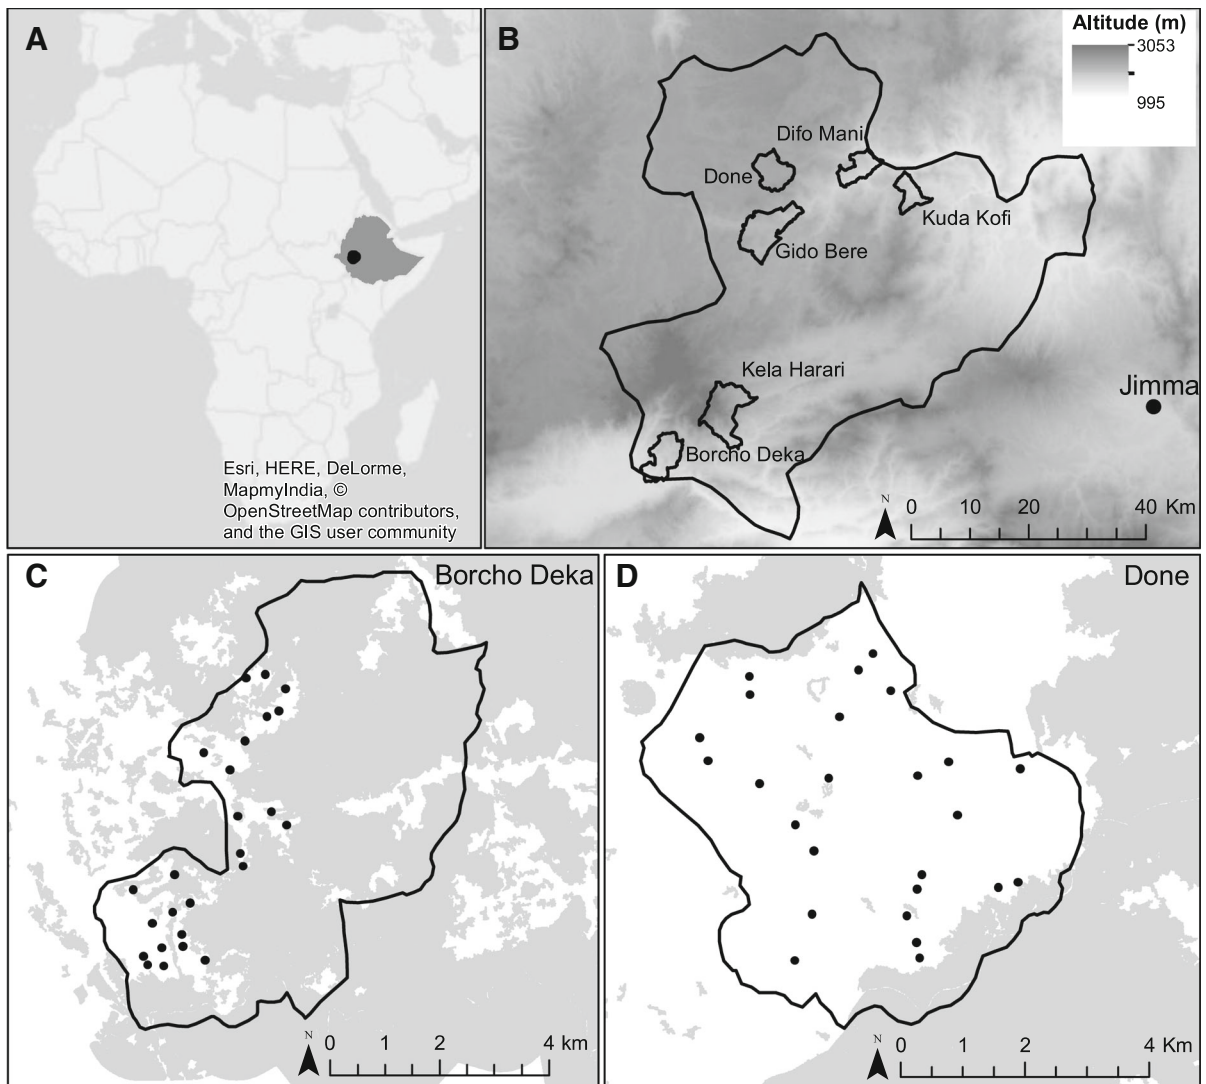 A
Esri, HERE, DeLorme,
MapmyIndia, ©
OpenStreetMap contributors,
and the GIS user community
B
Altitude (m)
3053
995
Difo Mani
Done
Kuda Kofi
Gido Bere
Kela Harari
Jimma
Borcho Deka
N
0 10 20 40 Km
C
Borcho Deka
N
0 1 2 4 km
D
Done
N
0 1 2 4 Km